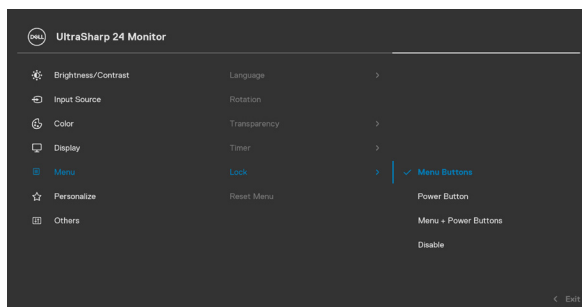 DELL UltraSharp 24 Monitor
Brightness/Contrast Language >
Input Source Rotation
Color Transparency >
Display Timer >
Menu Lock > ✓ Menu Buttons
Personalize Reset Menu Power Button
Others Menu + Power Buttons
Disable
< Exit